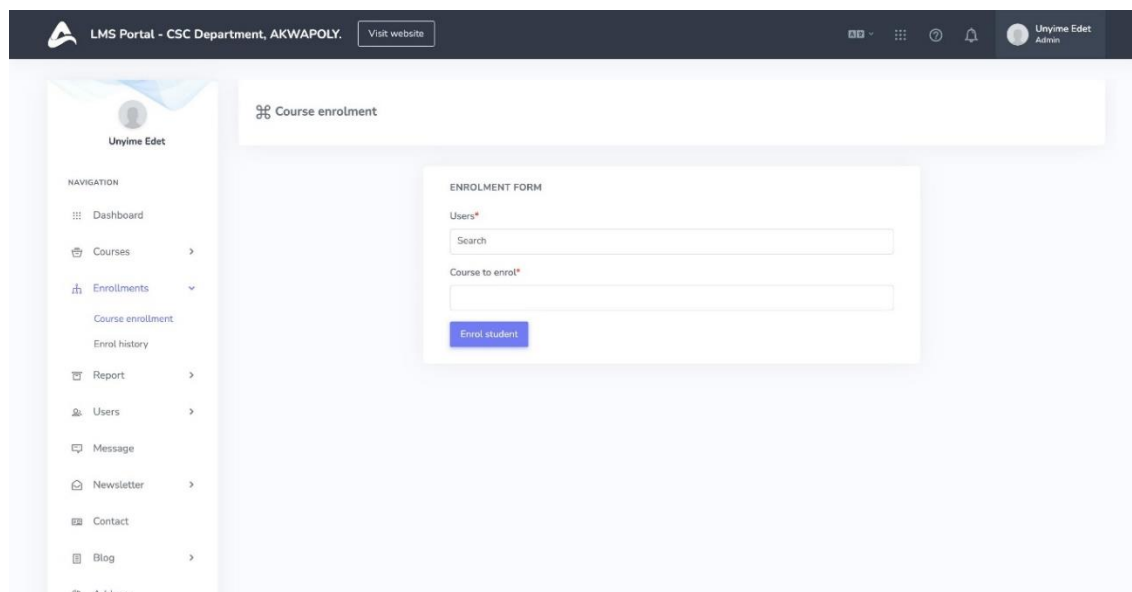 LMS Portal - CSC Department, AKWAPOLY. Visit website
Unyime Edet
Admin
Unyime Edet
Course enrolment
NAVIGATION
Dashboard
Courses
Enrollments
Course enrollment
Enrol history
Report
Users
Message
Newsletter
Contact
Blog
ENROLMENT FORM
Users*
Search
Course to enrol*
Enrol student